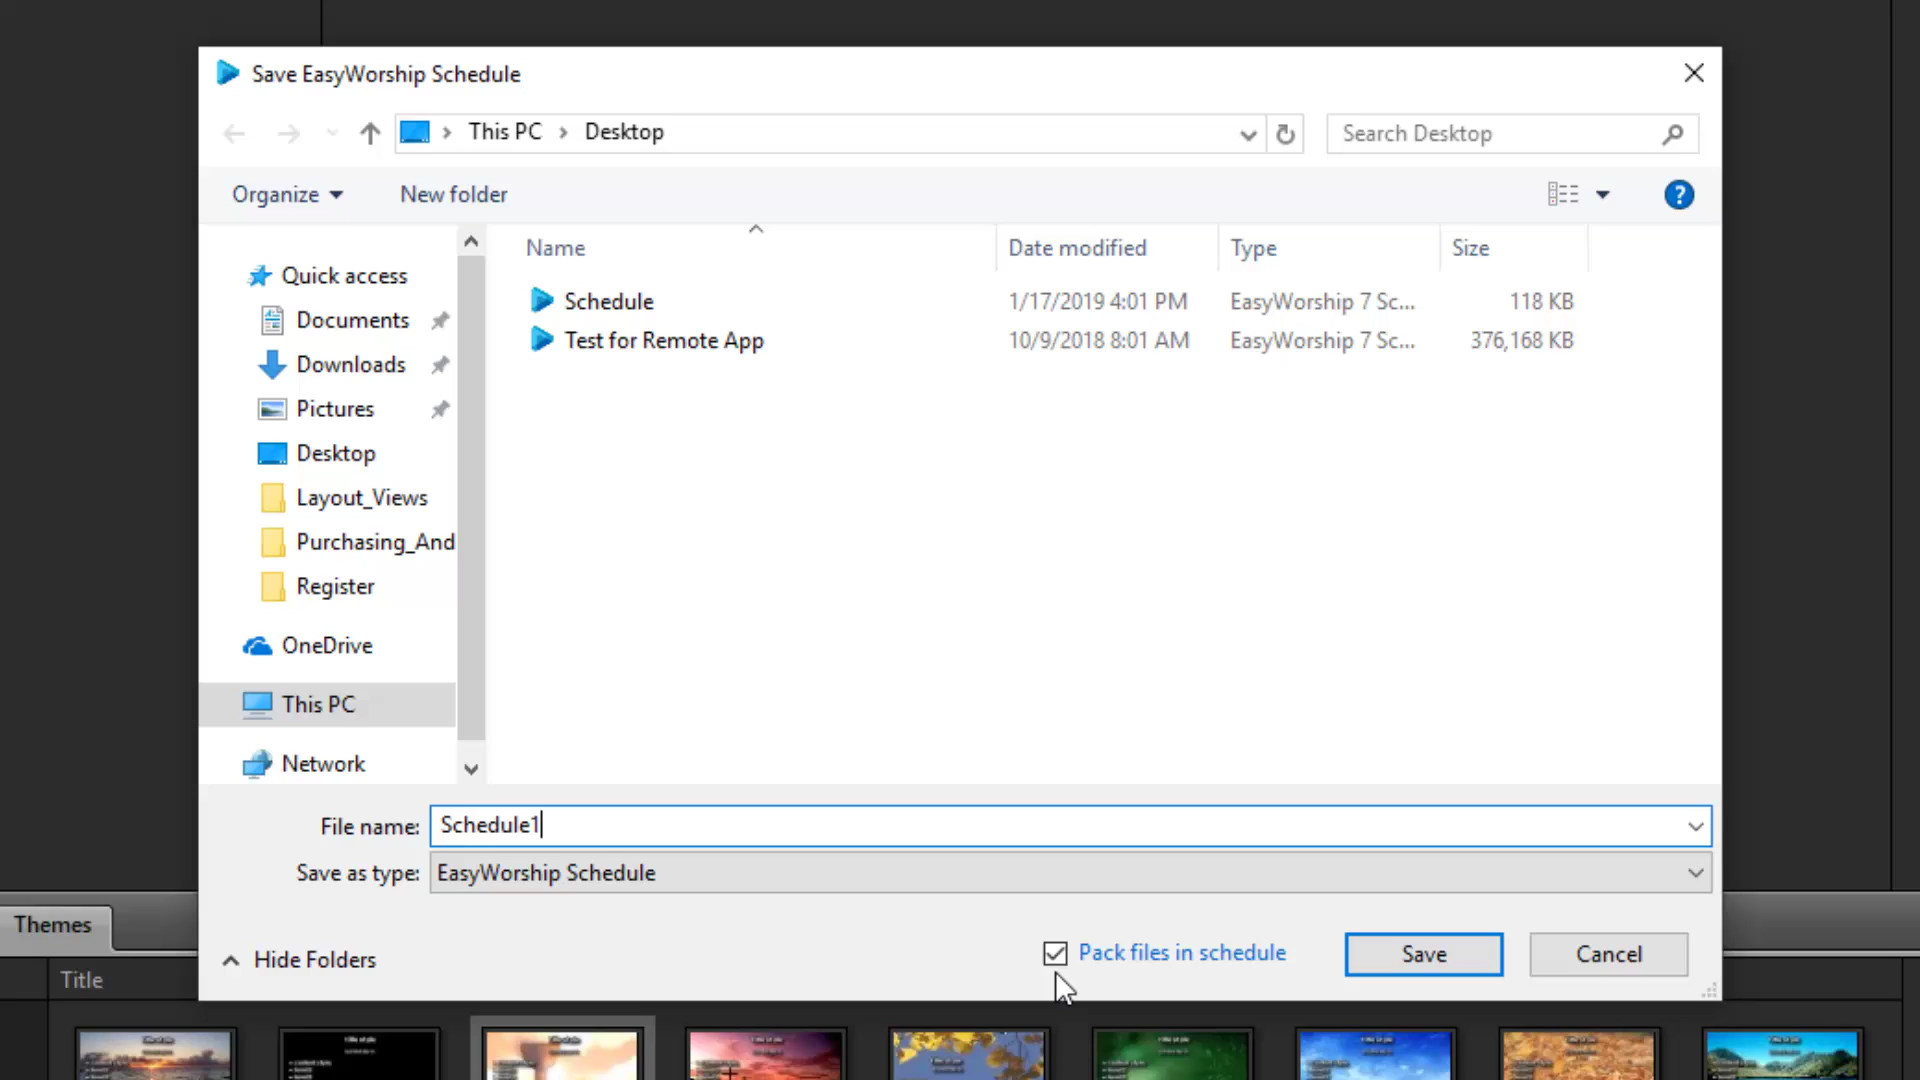 Save EasyWorship Schedule
This PC > Desktop
Search Desktop
Organize
New folder
Name Date modified Type Size
Quick access
Schedule 1/17/2019 4:01 PM EasyWorship 7 Sc... 118 KB
Documents
Test for Remote App 10/9/2018 8:01 AM EasyWorship 7 Sc... 376,168 KB
Downloads
Pictures
Desktop
Layout_Views
Purchasing_And
Register
OneDrive
This PC
Network
File name: Schedule1
Save as type: EasyWorship Schedule
Themes
Hide Folders
Pack files in schedule
Save
Cancel
Title